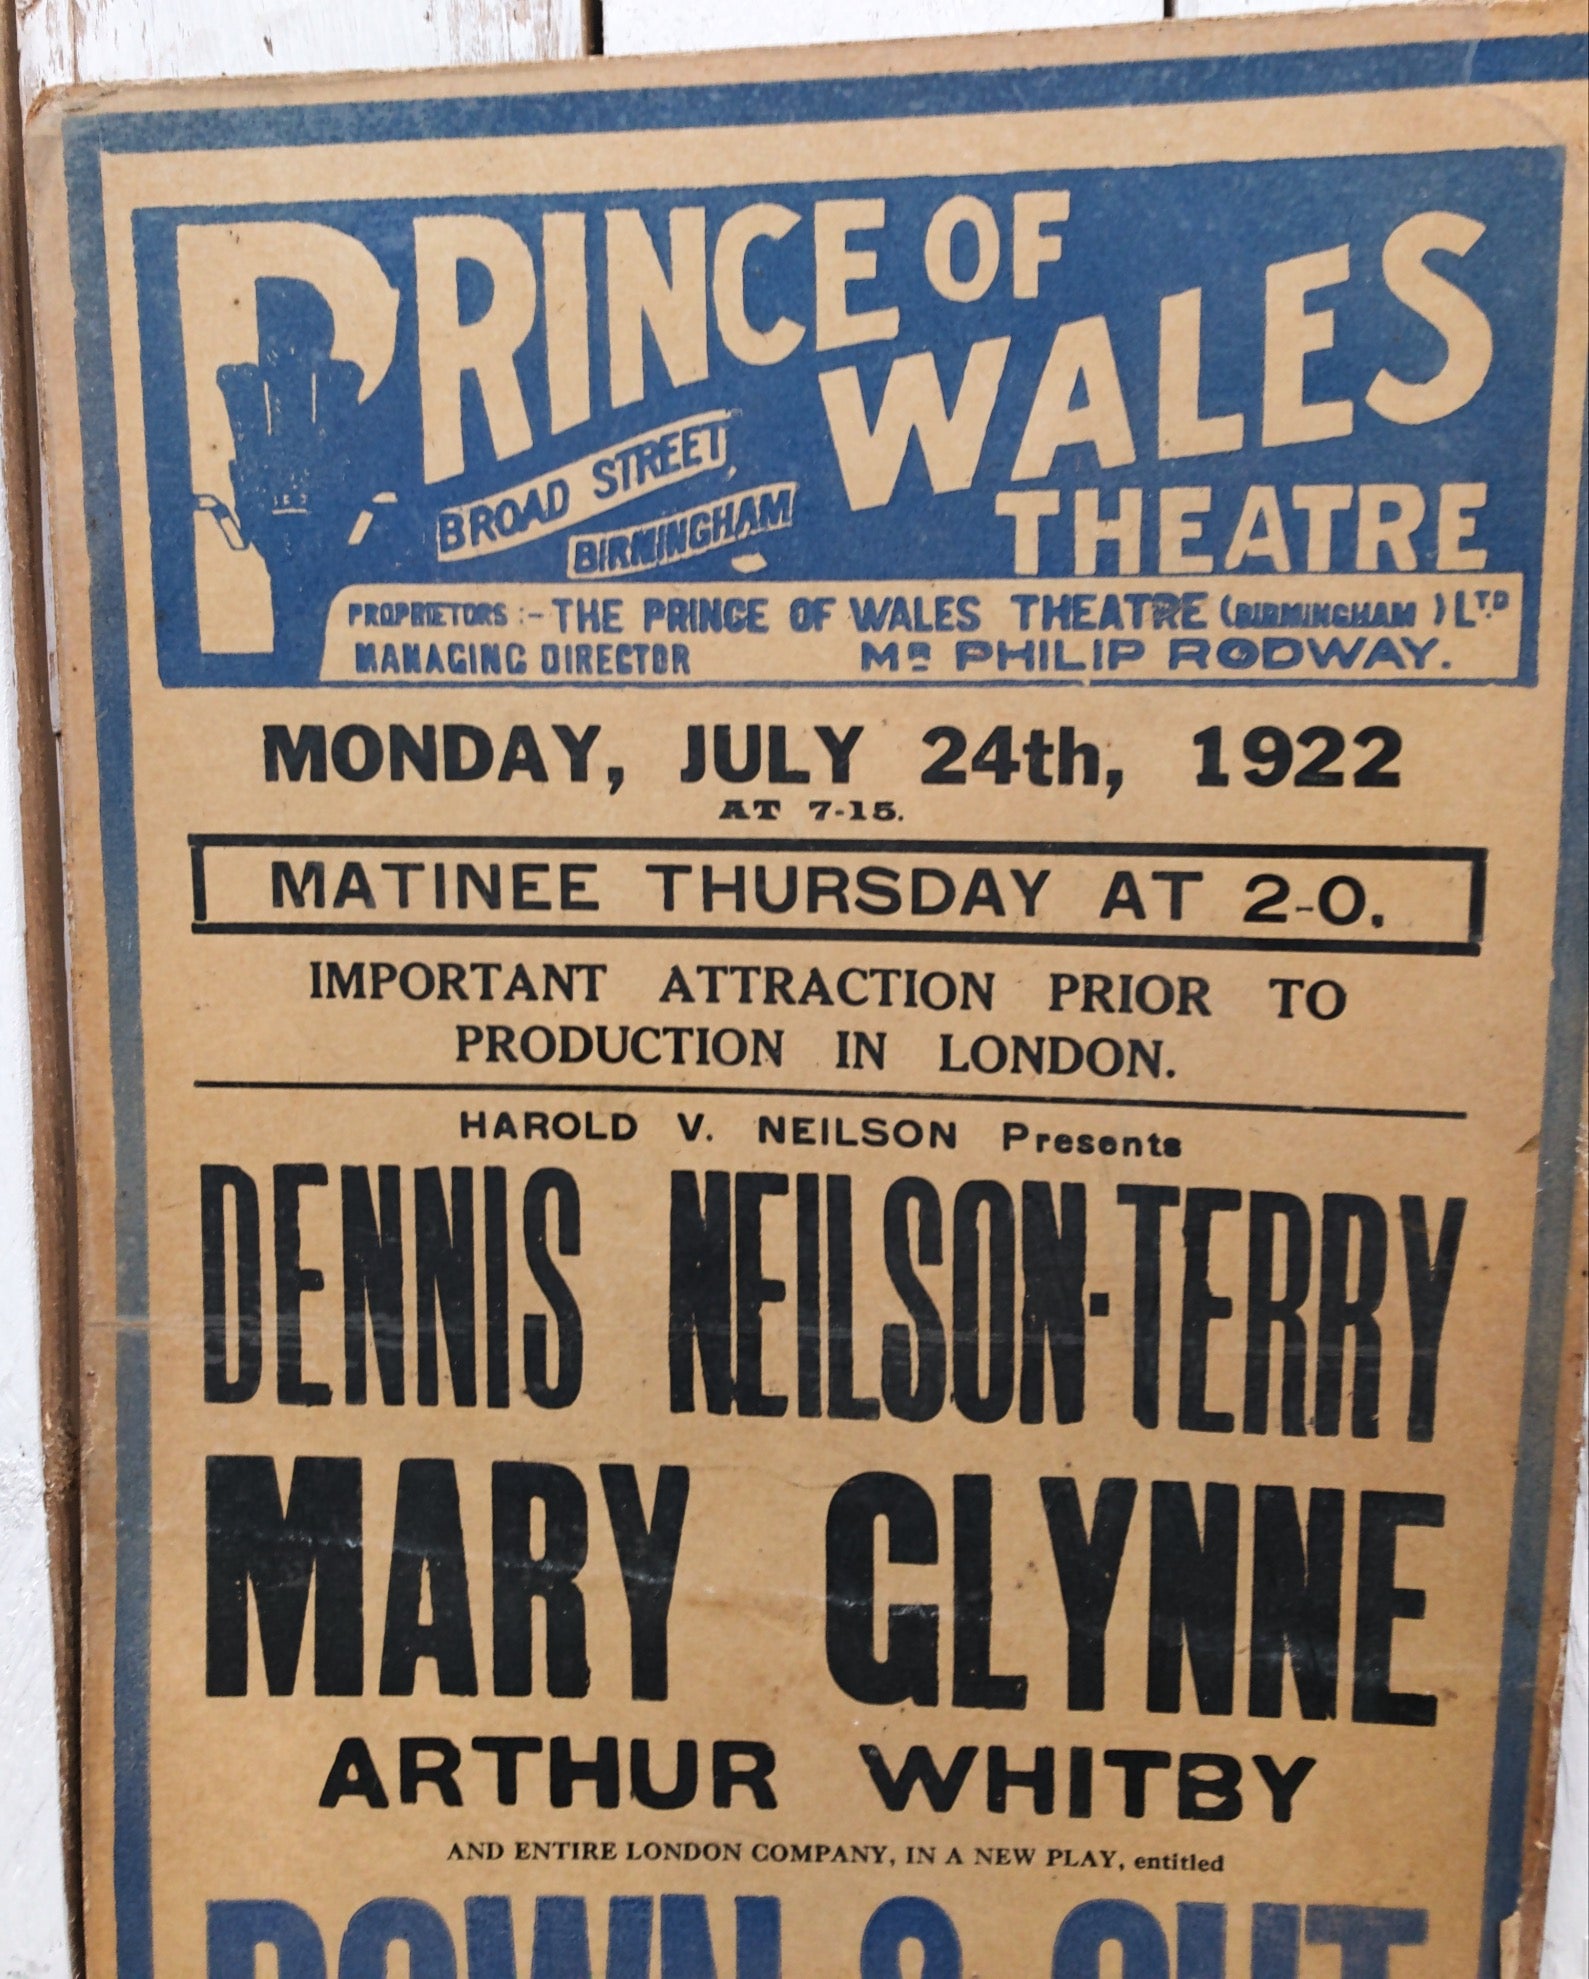 PRINCE OF
WALES
THEATRE
BROAD STREET,
BIRMINGHAM
PROPRIETORS :- THE PRINCE OF WALES THEATRE (BIRMINGHAM) LTD
MANAGING DIRECTOR MR PHILIP RODWAY.
MONDAY, JULY 24th, 1922
AT 7-15.
MATINEE THURSDAY AT 2-0.
IMPORTANT ATTRACTION PRIOR TO
PRODUCTION IN LONDON.
HAROLD V. NEILSON Presents
DENNIS NEILSON-TERRY
MARY GLYNNE
ARTHUR WHITBY
AND ENTIRE LONDON COMPANY, IN A NEW PLAY, entitled
DOWN & OUT